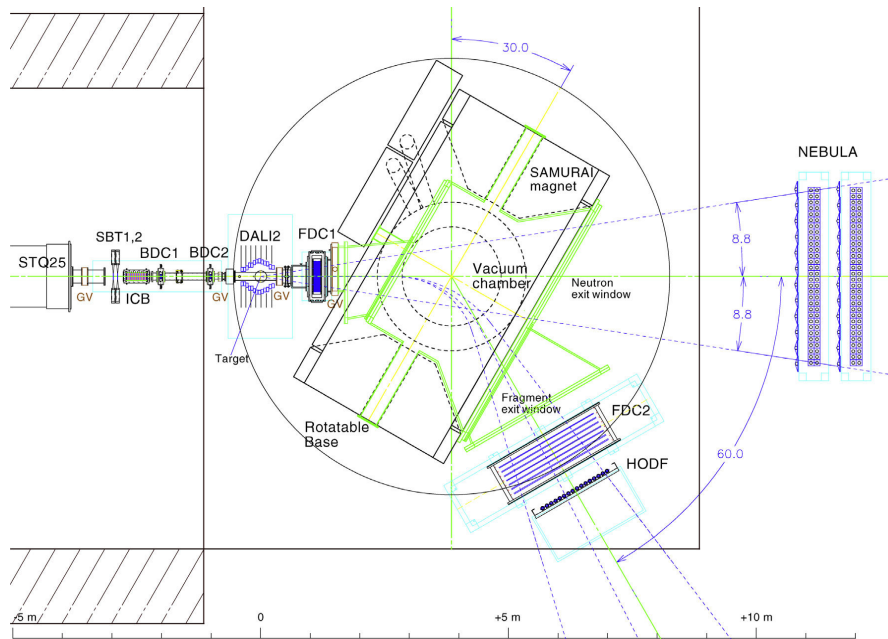 30.0
NEBULA
SAMURAI
magnet
SBT1,2
BDC1
BDC2
DALI2
FDC1
STQ25
GV
ICB
GV
GV
Target
8.8
8.8
Vacuum
chamber
Neutron
exit window
Rotatable
Base
Fragment
exit window
FDC2
HODF
60.0
-5 m
0
+5 m
+10 m